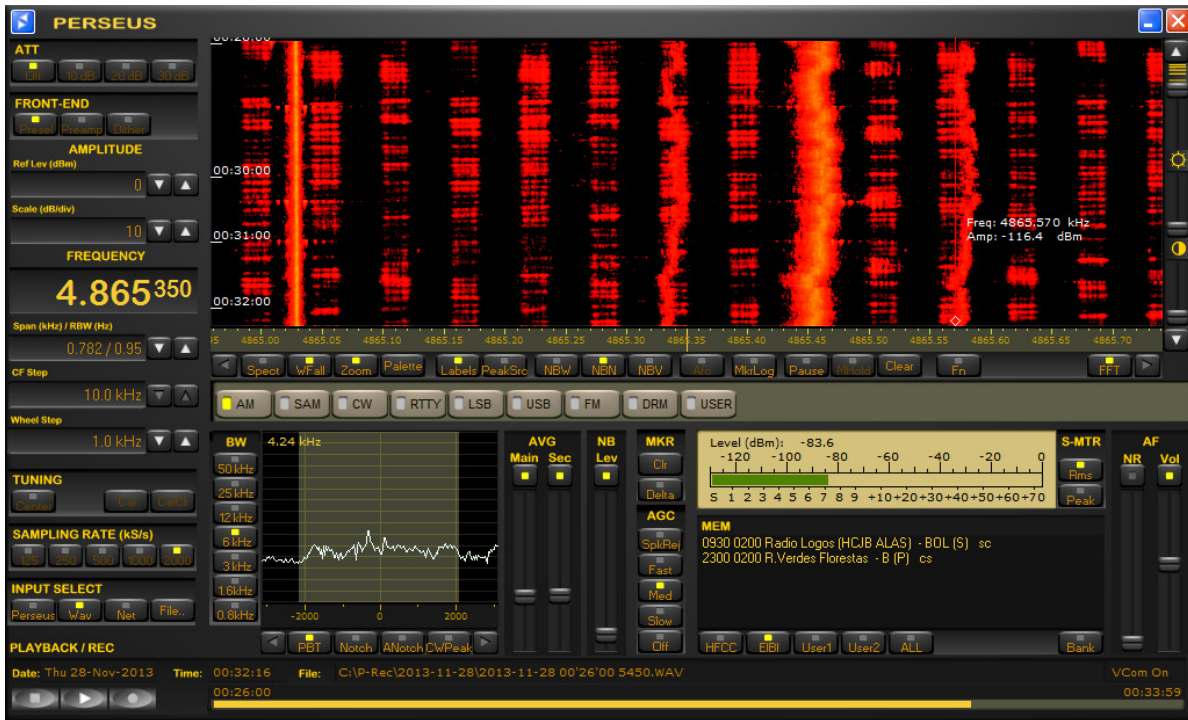 PERSEUS
ATT
Off 10 dB 20 dB 30 dB
FRONT-END
Presel Preamp Dither
AMPLITUDE
Ref Lev (dBm)
0
Scale (dB/div)
10
FREQUENCY
4.865 350
Span (kHz) / RBW (Hz)
0.782 / 0.95
CF Step
10.0 kHz
Wheel Step
1.0 kHz
TUNING
Center Cal CalClr
SAMPLING RATE (kS/s)
125 250 500 1000 2000
INPUT SELECT
Perseus Wav Net File..
PLAYBACK / REC
00:30:00
00:31:00
00:32:00
Freq: 4865.570 kHz
Amp: -116.4 dBm
4865.00 4865.05 4865.10 4865.15 4865.20 4865.25 4865.30 4865.35 4865.40 4865.45 4865.50 4865.55 4865.60 4865.65 4865.70
Spect WFall Zoom Palette Labels PeakSrc NBW NBN NBV Afc MkrLog Pause MHold Clear Fn FFT
AM SAM CW RTTY LSB USB FM DRM USER
BW
50 kHz
25 kHz
12 kHz
6 kHz
3 kHz
1.6kHz
0.8kHz
4.24 kHz
-2000 0 2000
PBT Notch ANotch CWPeak
AVG
Main Sec
NB
Lev
MKR
Clr
Delta
AGC
SpkRej
Fast
Med
Slow
Off
Level (dBm): -83.6
-120 -100 -80 -60 -40 -20 0
S 1 2 3 4 5 6 7 8 9 +10+20+30+40+50+60+70
S-MTR
Rms
Peak
AF
NR Vol
MEM
0930 0200 Radio Logos (HCJB ALAS) - BOL (S) sc
2300 0200 R.Verdes Florestas - B (P) cs
HFCC EIBI User1 User2 ALL Bank
Date: Thu 28-Nov-2013 Time: 00:32:16 File: C:\P-Rec\2013-11-28\2013-11-28 00'26'00 5450.WAV VCom On
00:26:00 00:33:59